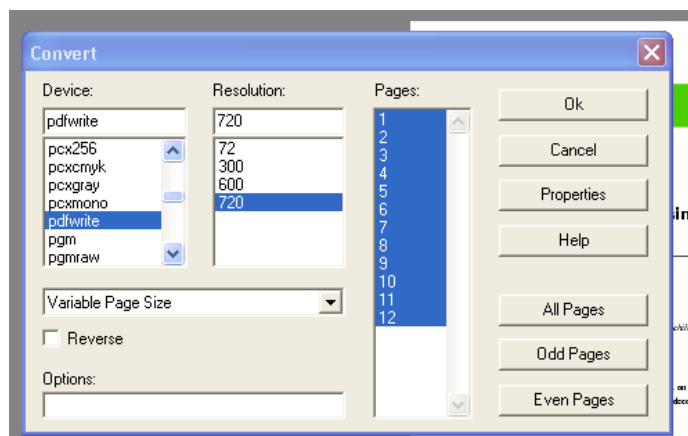 Convert
Device:
pdfwrite
pcx256
pcxcmyk
pcxgray
pcxmono
pdfwrite
pgm
pgmraw
Variable Page Size
Reverse
Options:
Resolution:
720
72
300
600
720
Pages:
1
2
3
4
5
6
7
8
9
10
11
12
Ok
Cancel
Properties
Help
All Pages
Odd Pages
Even Pages